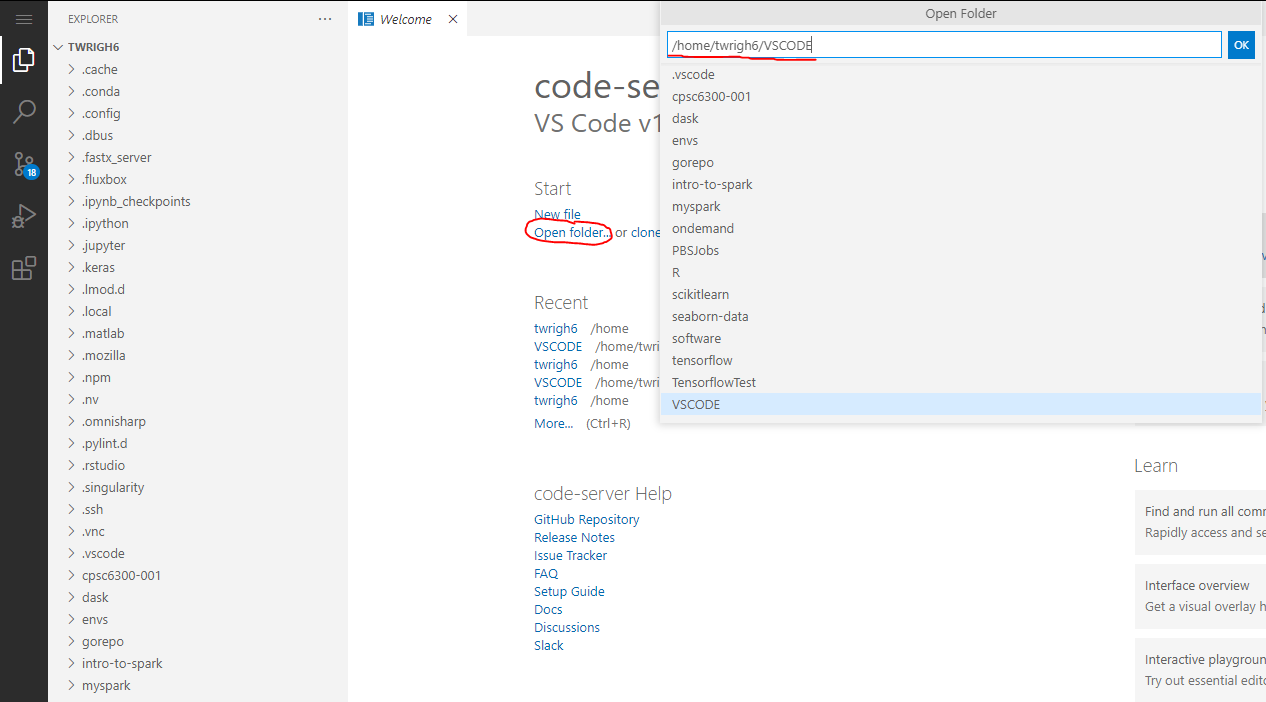 EXPLORER
...
TWRIGH6
.cache
.conda
.config
.dbus
.fastx_server
.fluxbox
.ipynb_checkpoints
.ipython
.jupyter
.keras
.lmod.d
.local
.matlab
.mozilla
.npm
.nv
.omnisharp
.pylint.d
.rstudio
.singularity
.ssh
.vnc
.vscode
cpsc6300-001
dask
envs
gorepo
intro-to-spark
myspark
18
Welcome
code-se
VS Code v1
Start
New file
Open folder... or clone
Recent
twrigh6 /home
VSCODE /home/twri
twrigh6 /home
VSCODE /home/twri
twrigh6 /home
More... (Ctrl+R)
code-server Help
GitHub Repository
Release Notes
Issue Tracker
FAQ
Setup Guide
Docs
Discussions
Slack
Open Folder
/home/twrigh6/VSCODE
OK
.vscode
cpsc6300-001
dask
envs
gorepo
intro-to-spark
myspark
ondemand
PBSJobs
R
scikitlearn
seaborn-data
software
tensorflow
TensorflowTest
VSCODE
Learn
Find and run all com
Rapidly access and se
Interface overview
Get a visual overlay h
Interactive playgroun
Try out essential edito